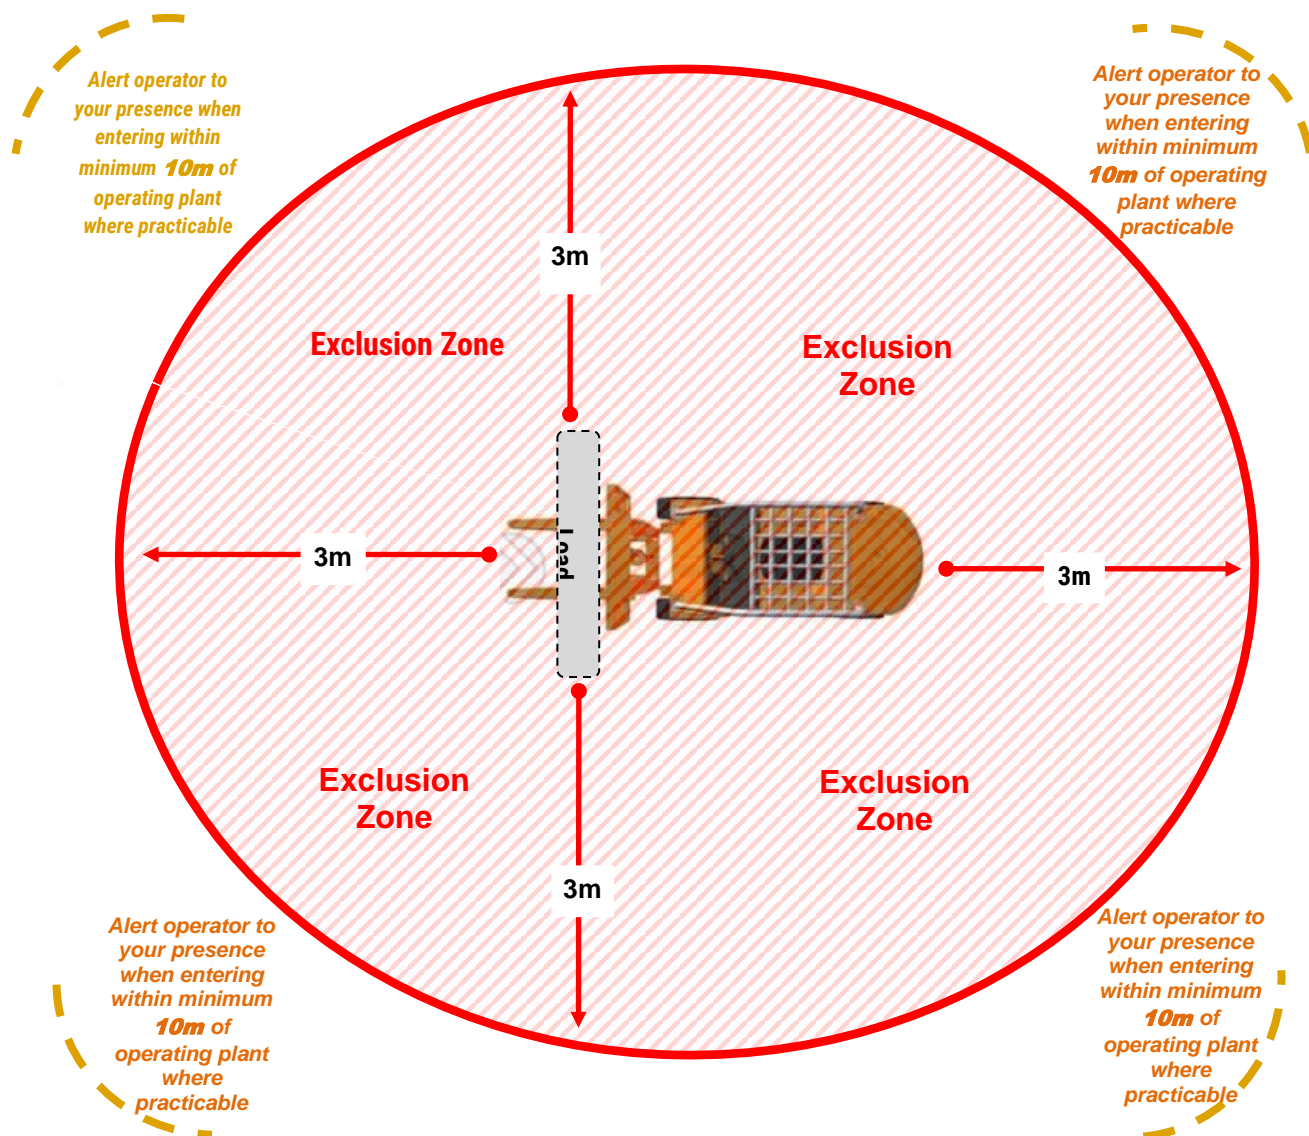 Alert operator to
your presence when
entering within
minimum 10m of
operating plant
where practicable
Alert operator to
your presence
when entering
within minimum
10m of operating
plant where
practicable
3m
Exclusion Zone
Exclusion
Zone
Load
3m
3m
Exclusion
Zone
Exclusion
Zone
3m
Alert operator to
your presence
when entering
within minimum
10m of
operating plant
where
practicable
Alert operator to
your presence
when entering
within minimum
10m of
operating plant
where
practicable